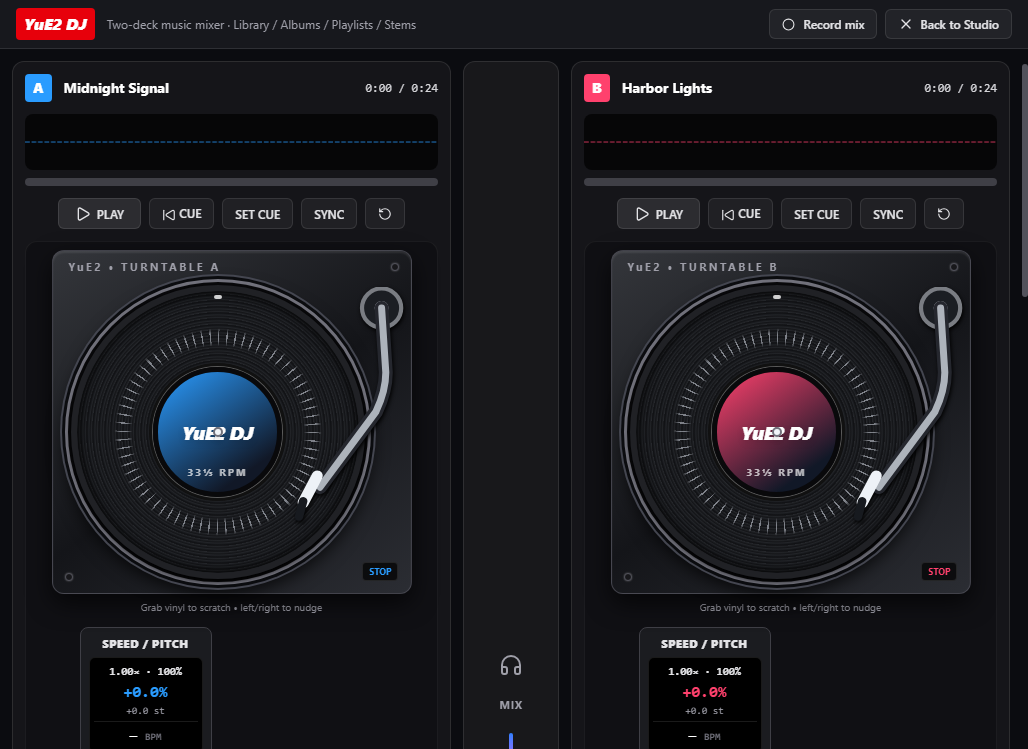 YuE2 DJ Two-deck music mixer · Library / Albums / Playlists / Stems Record mix Back to Studio
A Midnight Signal 0:00 / 0:24
PLAY CUE SET CUE SYNC
YuE2 • TURNTABLE A
YuE2 DJ
33⅓ RPM
STOP
Grab vinyl to scratch • left/right to nudge
SPEED / PITCH
1.00× · 100%
+0.0%
+0.0 st
— BPM
MIX
B Harbor Lights 0:00 / 0:24
PLAY CUE SET CUE SYNC
YuE2 • TURNTABLE B
YuE2 DJ
33⅓ RPM
STOP
Grab vinyl to scratch • left/right to nudge
SPEED / PITCH
1.00× · 100%
+0.0%
+0.0 st
— BPM